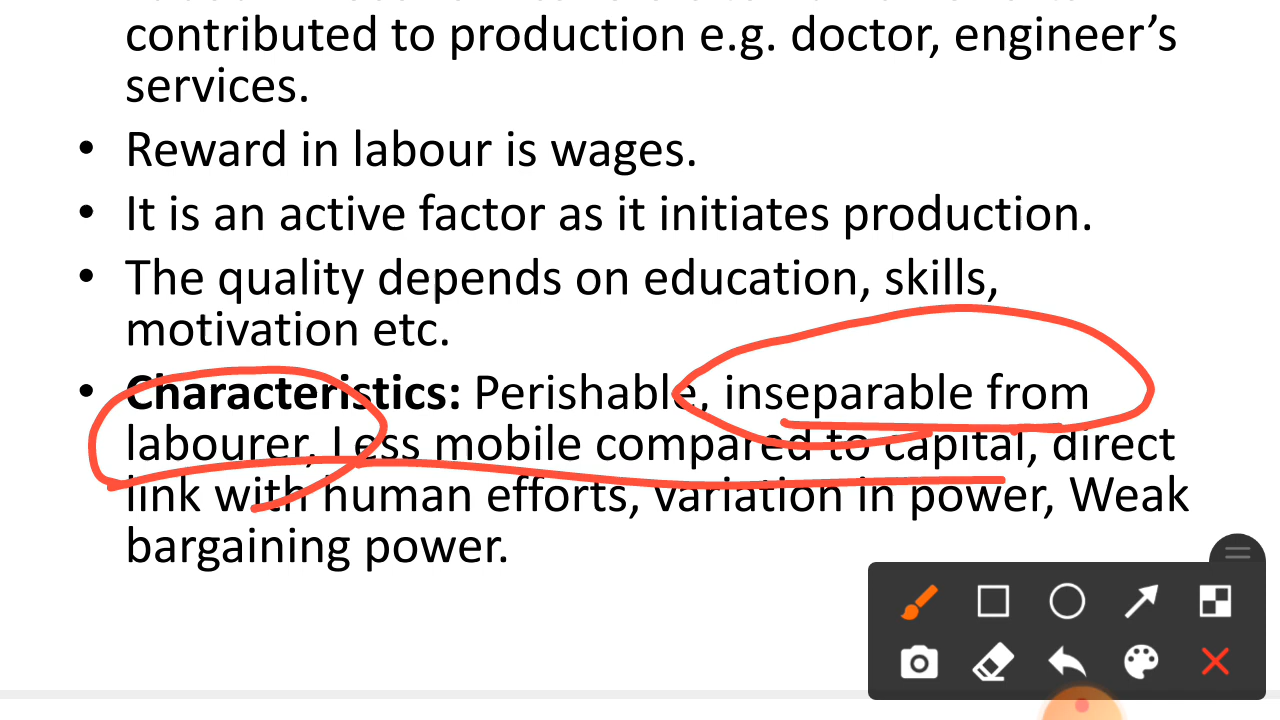 contributed to production e.g. doctor, engineer’s
services.
• Reward in labour is wages.
• It is an active factor as it initiates production.
• The quality depends on education, skills,
motivation etc.
• Characteristics: Perishable, inseparable from
labourer, Less mobile compared to capital, direct
link with human efforts, variation in power, Weak
bargaining power.